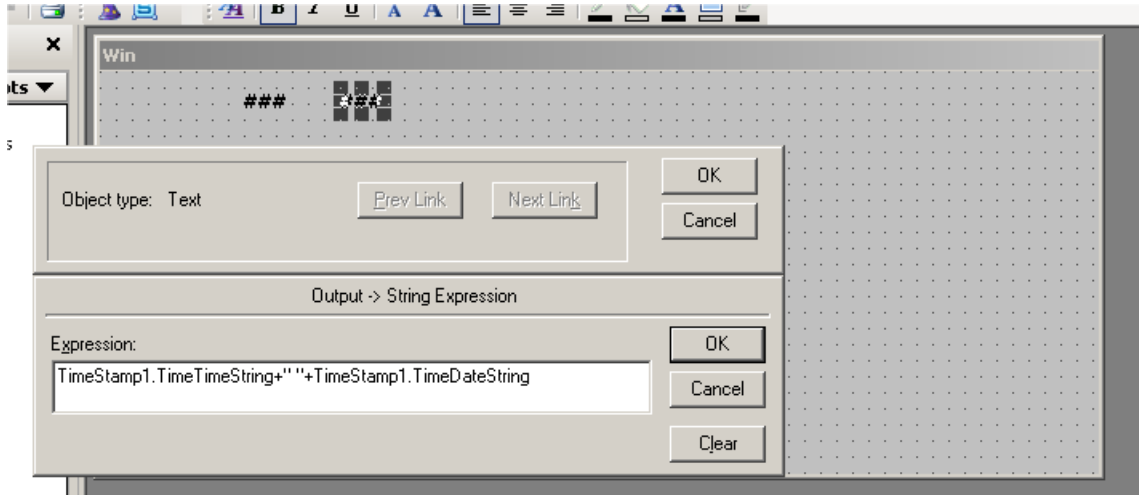 B I U A A A
Win
ts
### ###
s
Object type: Text
Prev Link
Next Link
OK
Cancel
Output -> String Expression
Expression:
OK
TimeStamp1.TimeTimeString+" "+TimeStamp1.TimeDateString
Cancel
Clear